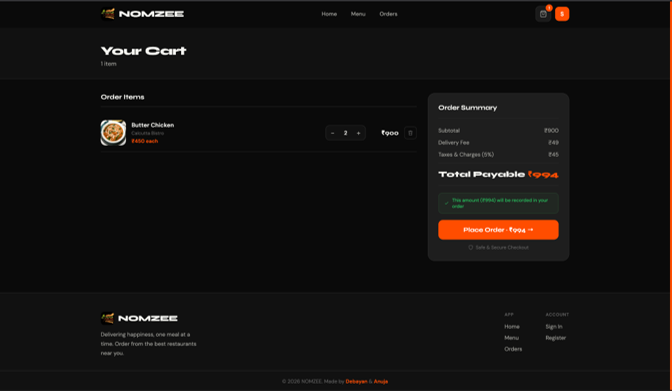 NOMZEE
Home Menu Orders
1
S
Your Cart
1 item
Order Items
Butter Chicken
Calcutta Bistro
₹450 each
− 2 +
₹900
Order Summary
Subtotal ₹900
Delivery Fee ₹49
Taxes & Charges (5%) ₹45
Total Payable ₹994
✓ This amount (₹994) will be recorded in your
order
Place Order · ₹994 →
Safe & Secure Checkout
NOMZEE
Delivering happiness, one meal at a
time. Order from the best restaurants
near you.
APP
Home
Menu
Orders
ACCOUNT
Sign In
Register
© 2026 NOMZEE. Made by Debayan & Anuja